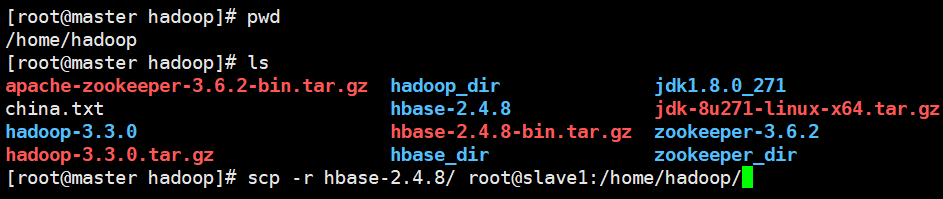 [root@master hadoop]# pwd
/home/hadoop
[root@master hadoop]# ls
apache-zookeeper-3.6.2-bin.tar.gz  hadoop_dir            jdk1.8.0_271
china.txt                          hbase-2.4.8           jdk-8u271-linux-x64.tar.gz
hadoop-3.3.0                       hbase-2.4.8-bin.tar.gz  zookeeper-3.6.2
hadoop-3.3.0.tar.gz                hbase_dir             zookeeper_dir
[root@master hadoop]# scp -r hbase-2.4.8/ root@slave1:/home/hadoop/